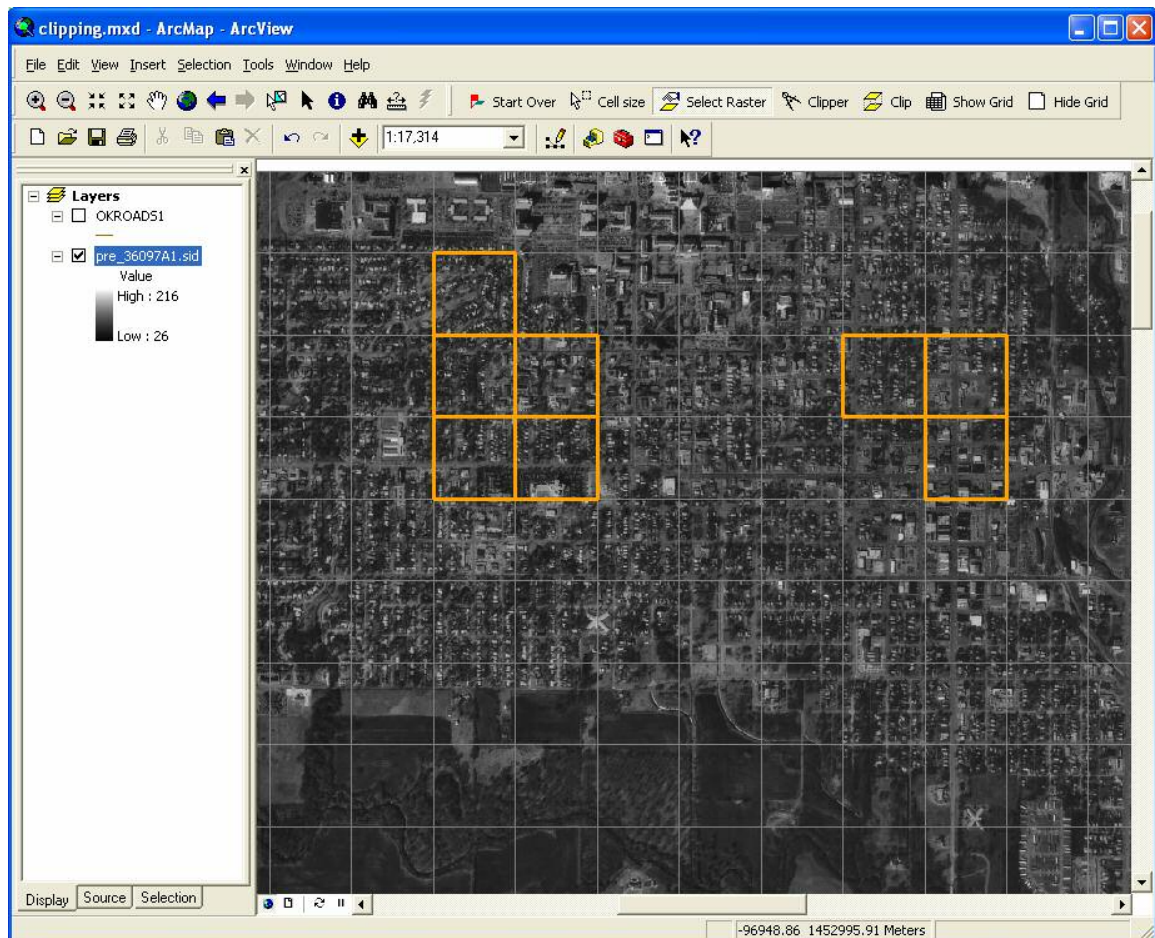 clipping.mxd - ArcMap - ArcView
File Edit View Insert Selection Tools Window Help
Start Over Cell size Select Raster Clipper Clip Show Grid Hide Grid
1:17,314
Layers
OKROADS1
pre_36097A1.sid
Value
High : 216
Low : 26
Display Source Selection
-96948.86 1452995.91 Meters